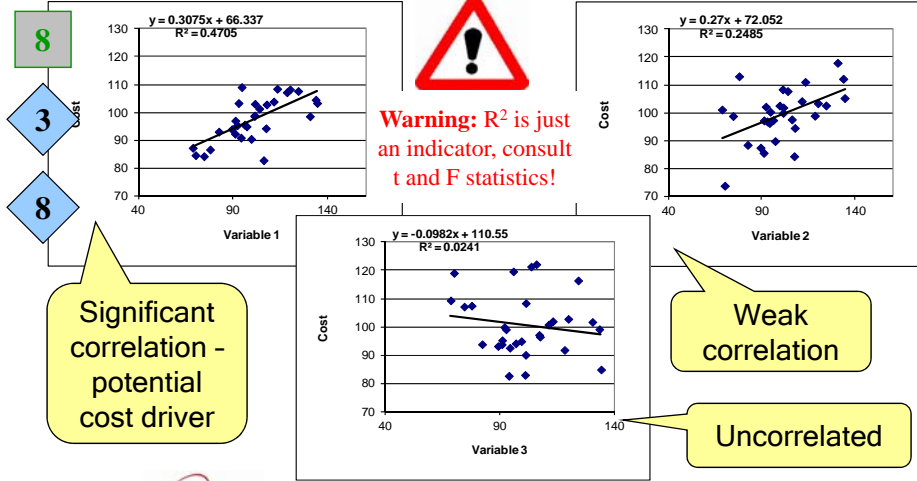 8
3
8
y = 0.3075x + 66.337
R² = 0.4705
130
120
110
100
90
80
70
40
90
140
Cost
Variable 1
Warning: R² is just
an indicator, consult
t and F statistics!
y = 0.27x + 72.052
R² = 0.2485
130
120
110
100
90
80
70
40
90
140
Cost
Variable 2
y = -0.0982x + 110.55
R² = 0.0241
130
120
110
100
90
80
70
40
90
140
Cost
Variable 3
Significant
correlation –
potential
cost driver
Weak
correlation
Uncorrelated